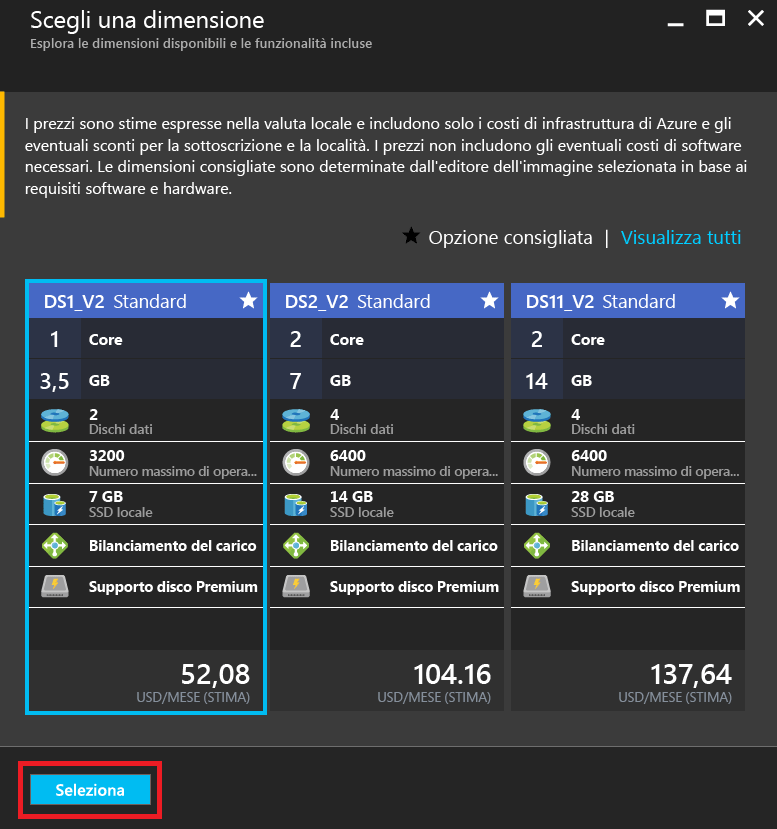 Scegli una dimensione
Esplora le dimensioni disponibili e le funzionalità incluse
I prezzi sono stime espresse nella valuta locale e includono solo i costi di infrastruttura di Azure e gli
eventuali sconti per la sottoscrizione e la località. I prezzi non includono gli eventuali costi di software
necessari. Le dimensioni consigliate sono determinate dall'editore dell'immagine selezionata in base ai
requisiti software e hardware.
★ Opzione consigliata | Visualizza tutti
DS1_V2 Standard ★
1 Core
3,5 GB
2
Dischi dati
3200
Numero massimo di opera...
7 GB
SSD locale
Bilanciamento del carico
Supporto disco Premium
52,08
USD/MESE (STIMA)
DS2_V2 Standard ★
2 Core
7 GB
4
Dischi dati
6400
Numero massimo di opera...
14 GB
SSD locale
Bilanciamento del carico
Supporto disco Premium
104.16
USD/MESE (STIMA)
DS11_V2 Standard ★
2 Core
14 GB
4
Dischi dati
6400
Numero massimo di opera...
28 GB
SSD locale
Bilanciamento del carico
Supporto disco Premium
137,64
USD/MESE (STIMA)
Seleziona